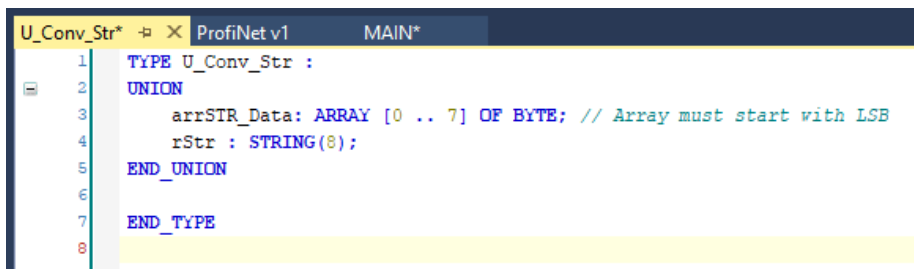 U_Conv_Str* ProfiNet v1 MAIN*
1 TYPE U_Conv_Str :
2 UNION
3 arrSTR_Data: ARRAY [0 .. 7] OF BYTE; // Array must start with LSB
4 rStr : STRING(8);
5 END_UNION
6
7 END_TYPE
8